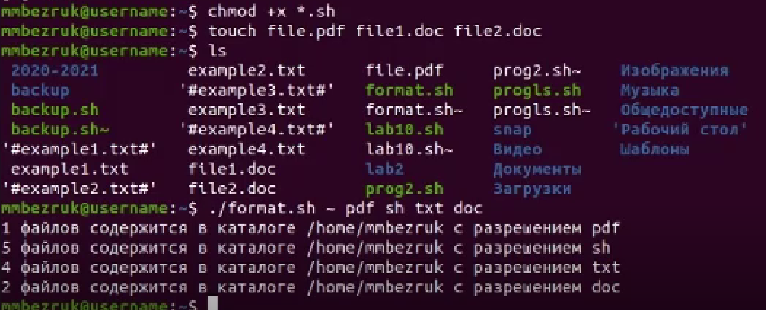 mmbezruk@username:~$ chmod +x *.sh
mmbezruk@username:~$ touch file.pdf file1.doc file2.doc
mmbezruk@username:~$ ls
2020-2021 example2.txt file.pdf prog2.sh~ Изображения
backup '#example3.txt#' format.sh progls.sh Музыка
backup.sh example3.txt format.sh~ progls.sh~ Общедоступные
backup.sh~ '#example4.txt#' lab10.sh snap 'Рабочий стол'
'#example1.txt#' example4.txt lab10.sh~ Видео Шаблоны
example1.txt file1.doc lab2 Документы
'#example2.txt#' file2.doc prog2.sh Загрузки
mmbezruk@username:~$ ./format.sh ~ pdf sh txt doc
1 файлов содержится в каталоге /home/mmbezruk с разрешением pdf
5 файлов содержится в каталоге /home/mmbezruk с разрешением sh
4 файлов содержится в каталоге /home/mmbezruk с разрешением txt
2 файлов содержится в каталоге /home/mmbezruk с разрешением doc
mmbezruk@username:~$